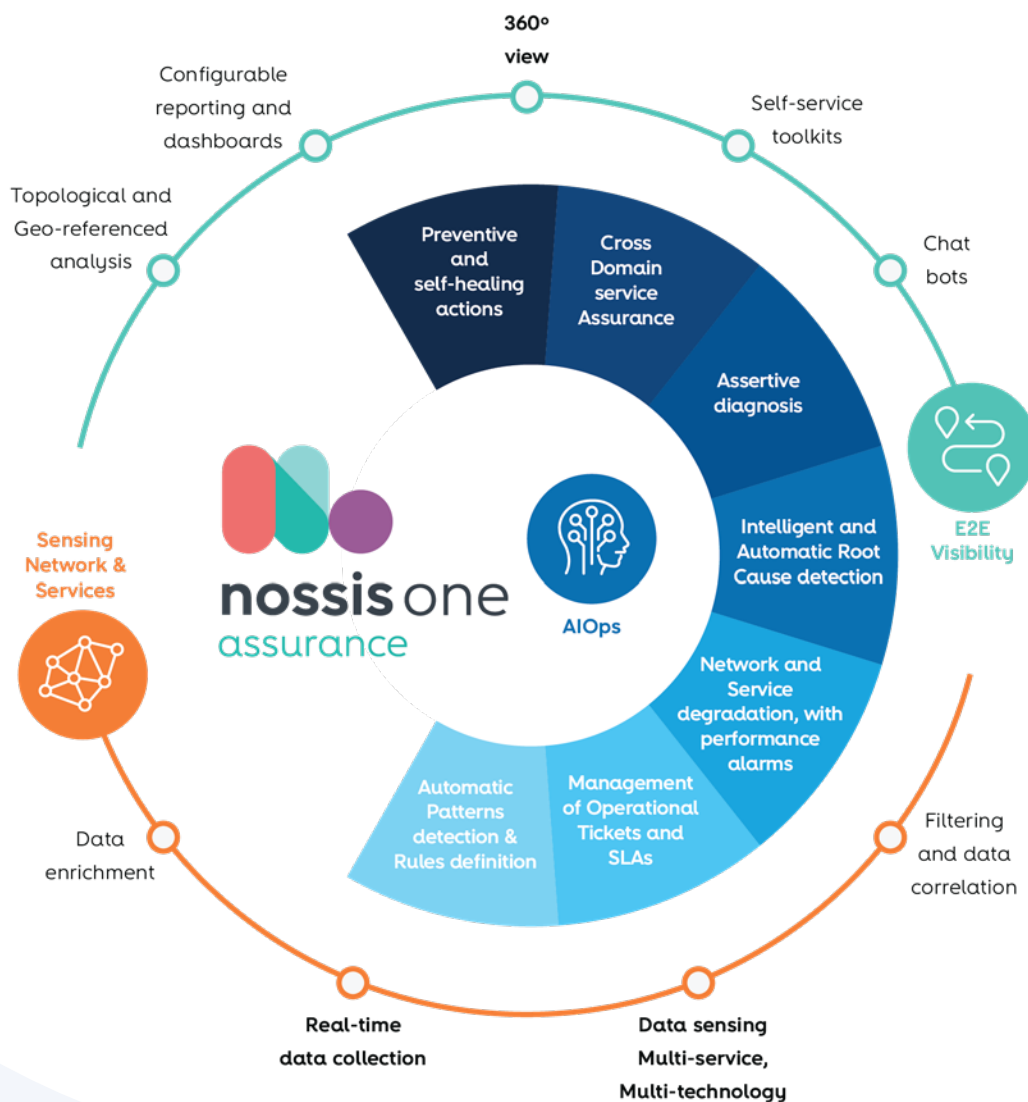 360º
view
Configurable
reporting and
dashboards
Self-service
toolkits
Topological and
Geo-referenced
analysis
Chat
bots
Preventive
and
self-healing
actions
Cross
Domain
service
Assurance
Assertive
diagnosis
Intelligent and
Automatic Root
Cause detection
E2E
Visibility
Sensing
Network &
Services
nossis one
assurance
AIOps
Network and
Service
degradation, with
performance
alarms
Management
of Operational
Tickets and
SLAs
Automatic
Patterns
detection &
Rules definition
Data
enrichment
Filtering
and data
correlation
Real-time
data collection
Data sensing
Multi-service,
Multi-technology